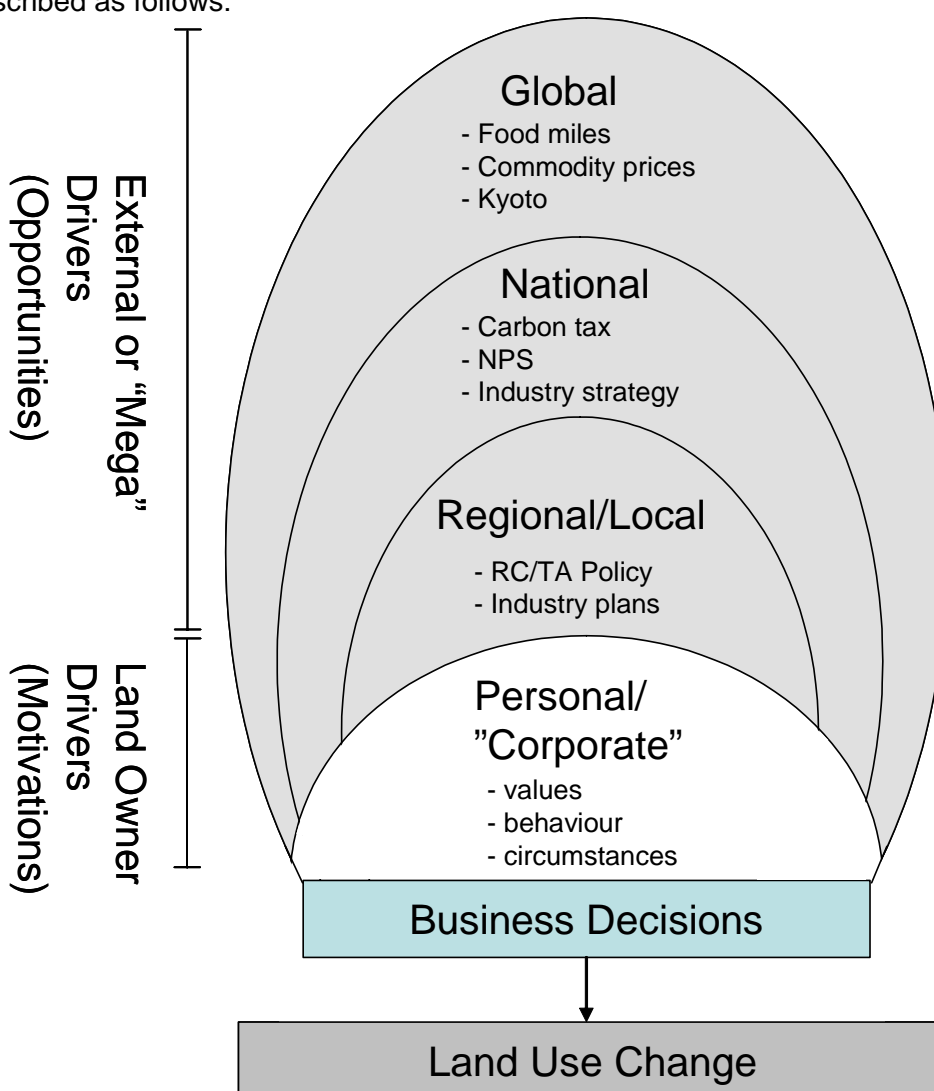 scribed as follows:
External or “Mega”
Drivers
(Opportunities)
Global
- Food miles
- Commodity prices
- Kyoto
National
- Carbon tax
- NPS
- Industry strategy
Regional/Local
- RC/TA Policy
- Industry plans
Land Owner
Drivers
(Motivations)
Personal/
”Corporate”
- values
- behaviour
- circumstances
Business Decisions
Land Use Change